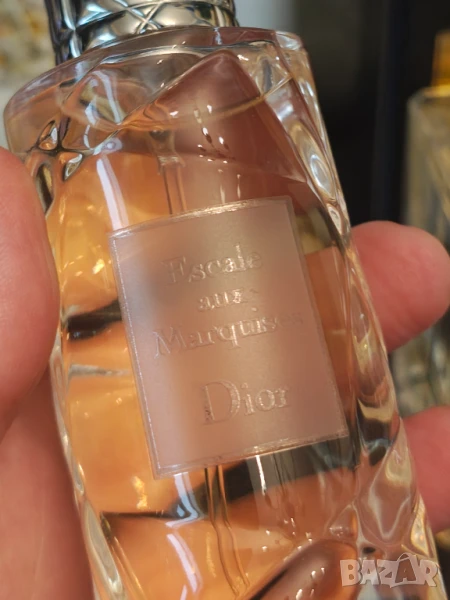 Escale
aux
Marquises
Dior
BAZAR